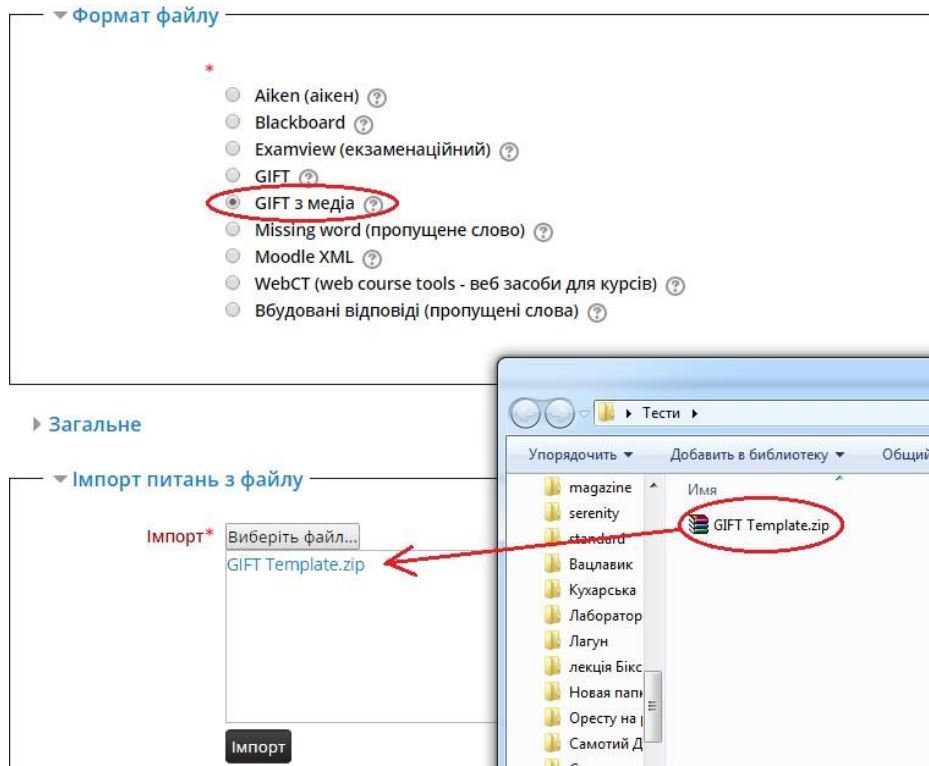 Формат файлу
*
Aiken (аікен)
Blackboard
Examview (екзаменаційний)
GIFT
GIFT з медіа
Missing word (пропущене слово)
Moodle XML
WebCT (web course tools - веб засоби для курсів)
Вбудовані відповіді (пропущені слова)
Загальне
Імпорт питань з файлу
Імпорт* Виберіть файл...
GIFT Template.zip
Імпорт
Тести
Упорядочить Добавить в библиотеку Общий
Имя
magazine
serenity
standard
Вацлавик
Кухарська
Лаборатор
Лагун
лекція Бікс
Новая пап
Оресту на
Самотий Д
GIFT Template.zip